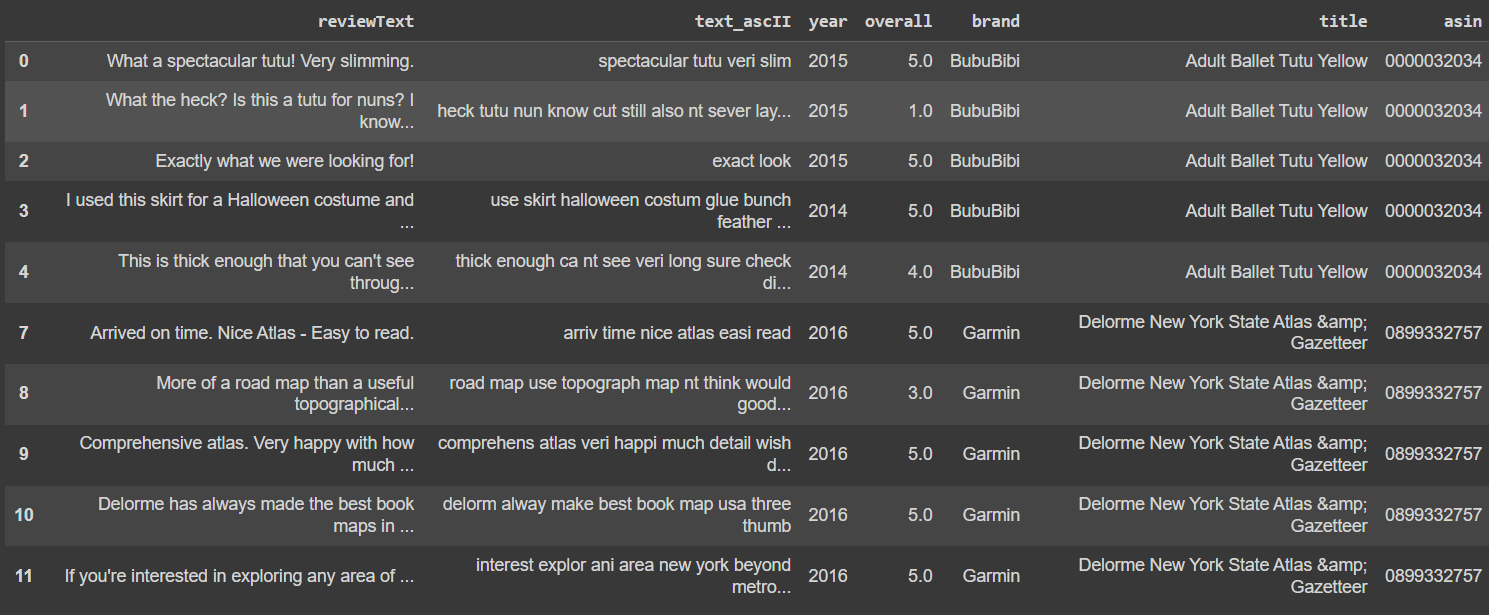 reviewText text_ascII year overall brand title asin
0 What a spectacular tutu! Very slimming. spectacular tutu veri slim 2015 5.0 BubuBibi Adult Ballet Tutu Yellow 0000032034
What the heck? Is this a tutu for nuns? I
1 know... heck tutu nun know cut still also nt sever lay... 2015 1.0 BubuBibi Adult Ballet Tutu Yellow 0000032034
2 Exactly what we were looking for! exact look 2015 5.0 BubuBibi Adult Ballet Tutu Yellow 0000032034
I used this skirt for a Halloween costume and use skirt halloween costum glue bunch
3 ... feather ... 2014 5.0 BubuBibi Adult Ballet Tutu Yellow 0000032034
This is thick enough that you can't see thick enough ca nt see veri long sure check
4 throug... di... 2014 4.0 BubuBibi Adult Ballet Tutu Yellow 0000032034
7 Arrived on time. Nice Atlas - Easy to read. arriv time nice atlas easi read 2016 5.0 Garmin Delorme New York State Atlas &amp;
Gazetteer 0899332757
More of a road map than a useful road map use topograph map nt think would Delorme New York State Atlas &amp;
8 topographical... good... 2016 3.0 Garmin Gazetteer 0899332757
Comprehensive atlas. Very happy with how comprehens atlas veri happi much detail wish Delorme New York State Atlas &amp;
9 much ... d... 2016 5.0 Garmin Gazetteer 0899332757
Delorme has always made the best book delorm alway make best book map usa three Delorme New York State Atlas &amp;
10 maps in ... thumb 2016 5.0 Garmin Gazetteer 0899332757
interest explor ani area new york beyond Delorme New York State Atlas &amp;
11 If you're interested in exploring any area of ... metro... 2016 5.0 Garmin Gazetteer 0899332757